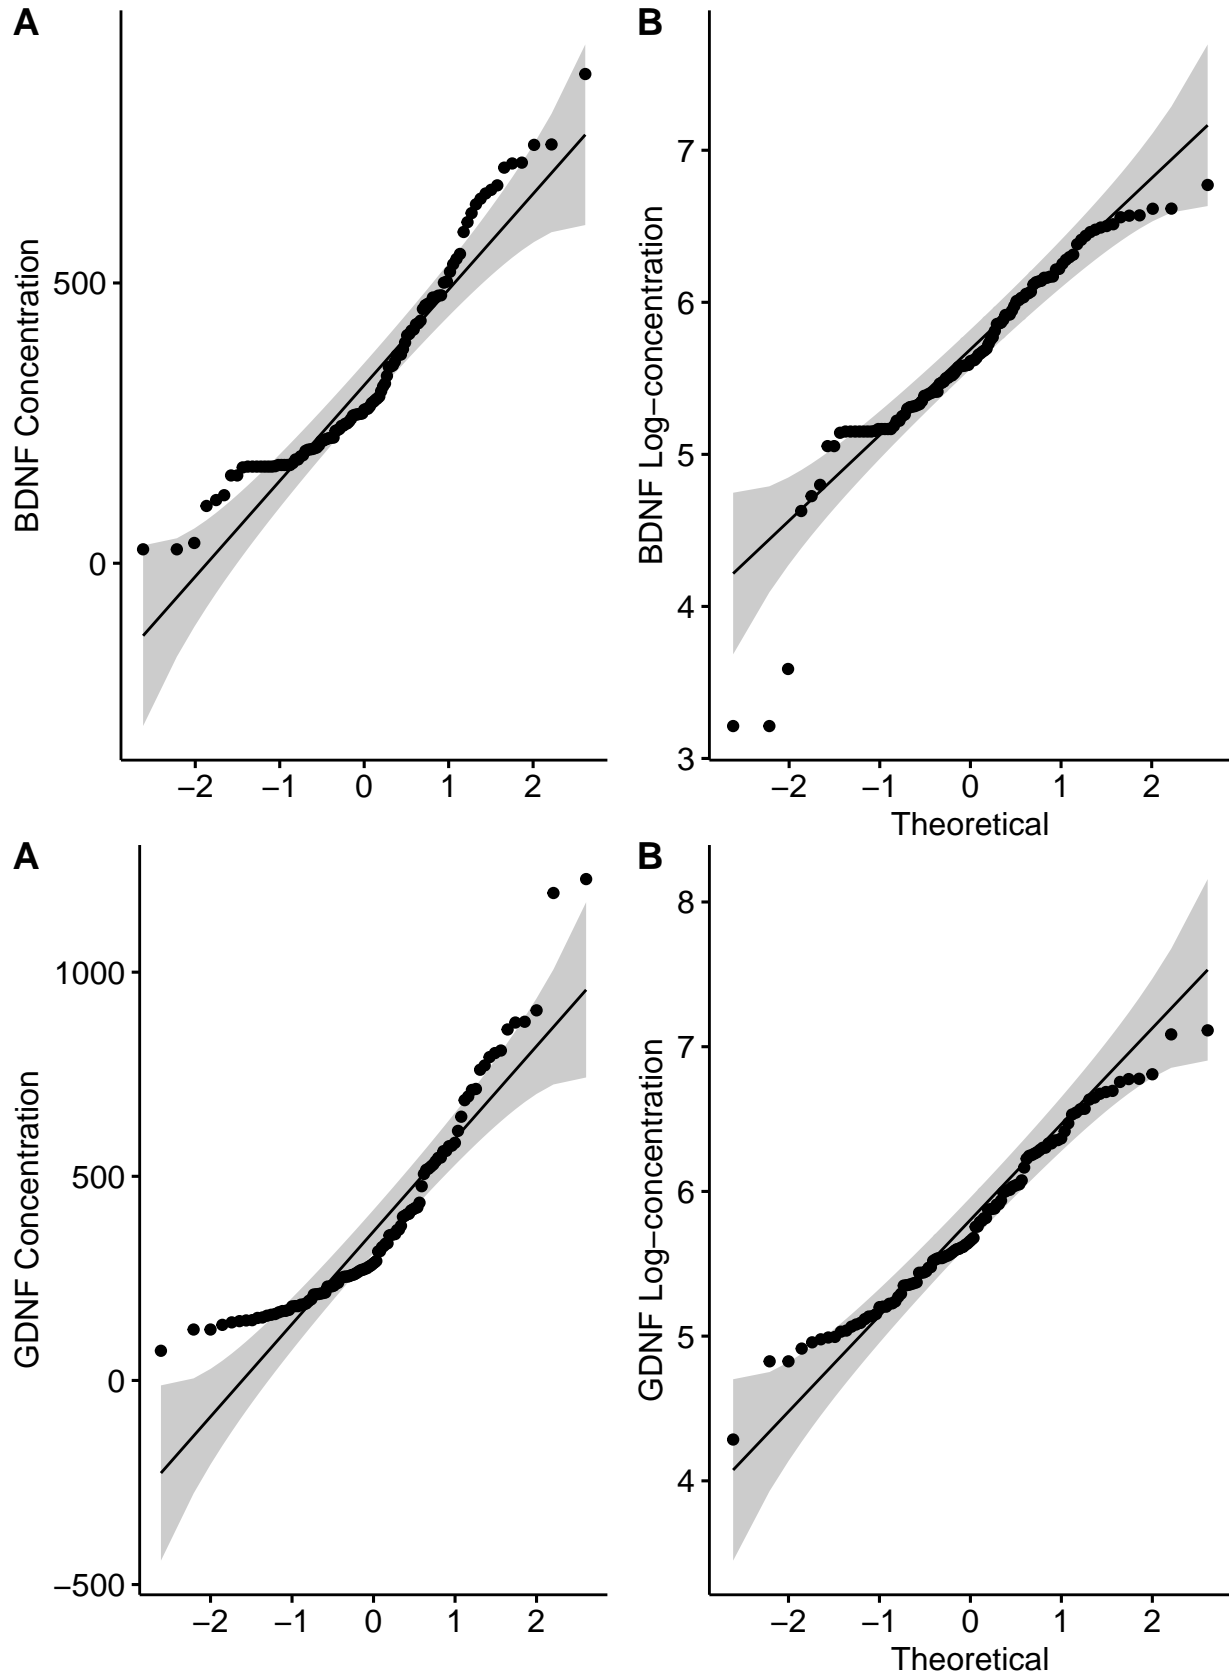 A
BDNF Concentration
500
0
−2 −1 0 1 2
B
BDNF Log−concentration
7
6
5
4
3
−2 −1 0 1 2
Theoretical
A
GDNF Concentration
1000
500
0
−500
−2 −1 0 1 2
B
GDNF Log−concentration
8
7
6
5
4
−2 −1 0 1 2
Theoretical